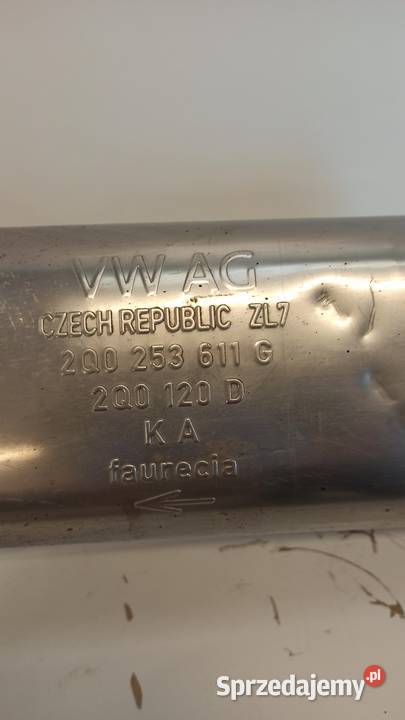 VW AG
CZECH REPUBLIC ZL7
2Q0 253 611 G
2Q0 120 D
K A
faurecia
Sprzedajemy.pl